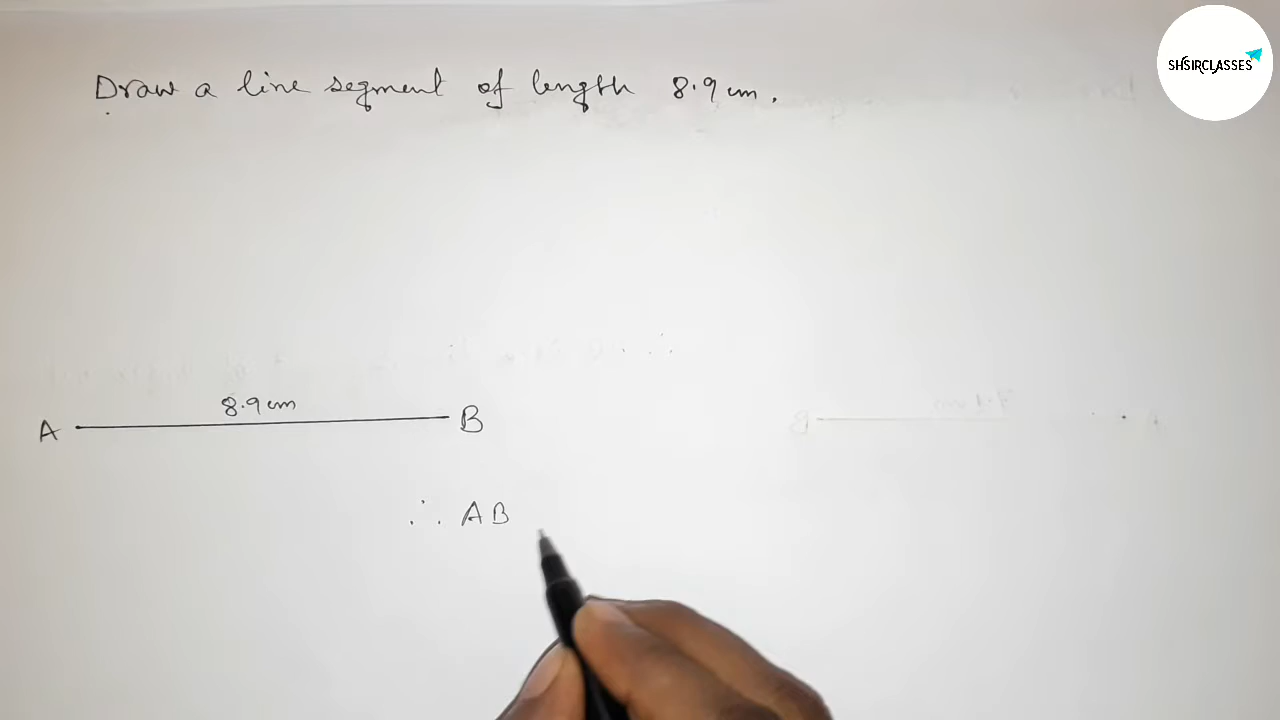 Draw a line segment of length 8.9 cm.
SHSIRCLASSES
8.9 cm
A B
∴ AB